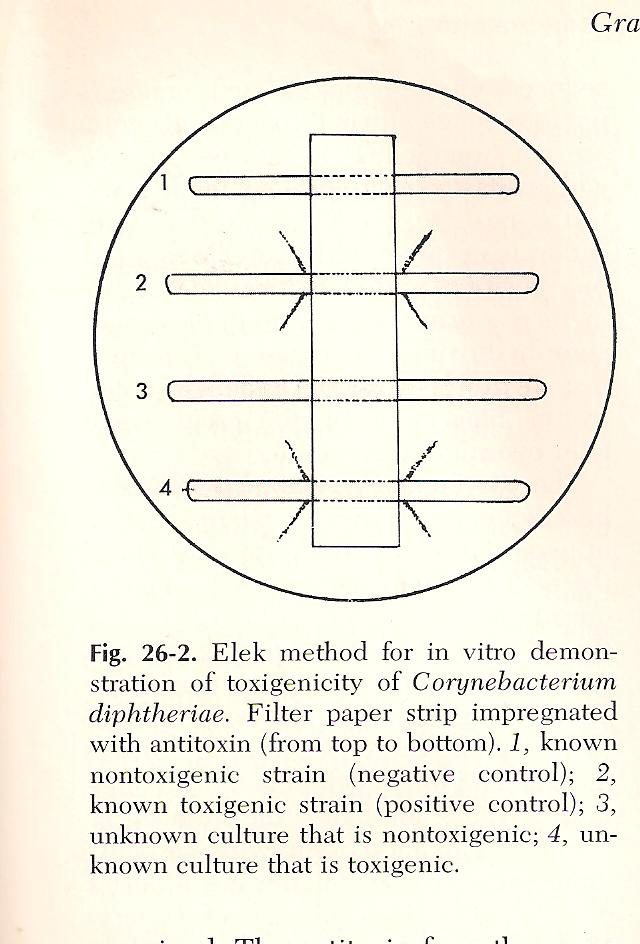 Gra
1
2
3
4
Fig. 26-2. Elek method for in vitro demon-
stration of toxigenicity of Corynebacterium
diphtheriae. Filter paper strip impregnated
with antitoxin (from top to bottom). 1, known
nontoxigenic strain (negative control); 2,
known toxigenic strain (positive control); 3,
unknown culture that is nontoxigenic; 4, un-
known culture that is toxigenic.